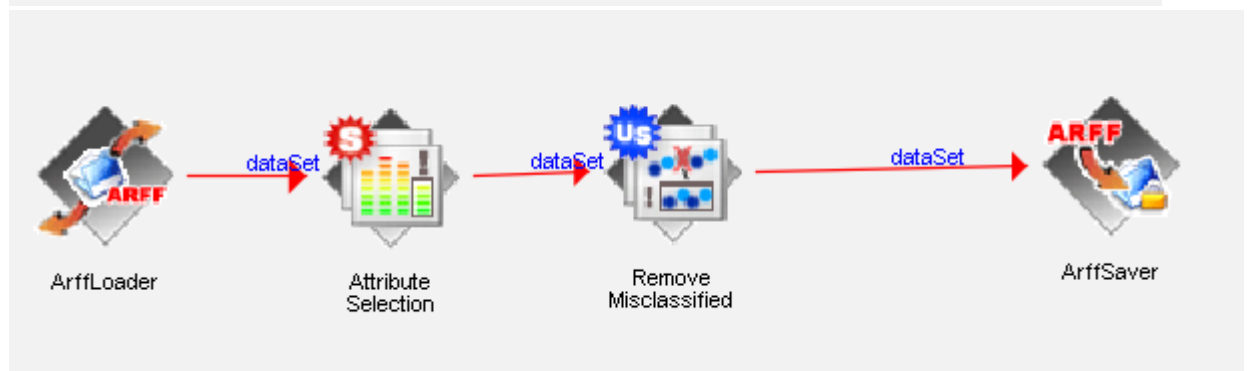 dataSet
dataSet
dataSet
S
Us
ARFF
ARFF
!
!
ArffLoader
Attribute
Selection
Remove
Misclassified
ArffSaver